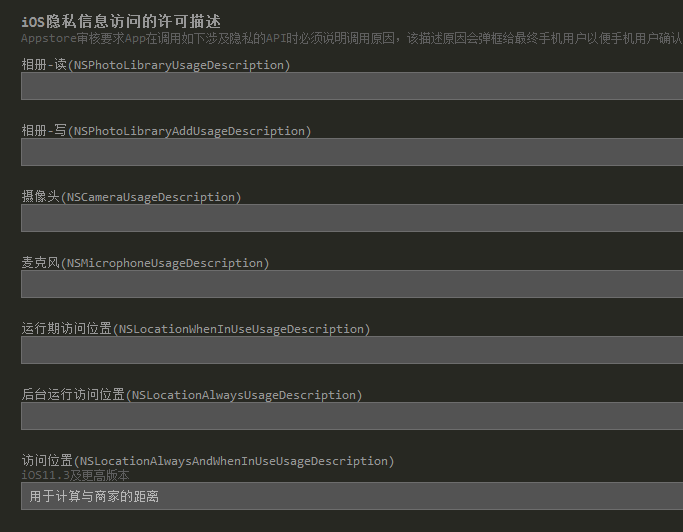 iOS隐私信息访问的许可描述
Appstore审核要求App在调用如下涉及隐私的API时必须说明调用原因，该描述原因会弹框给最终手机用户以便手机用户确认
相册-读(NSPhotoLibraryUsageDescription)
相册-写(NSPhotoLibraryAddUsageDescription)
摄像头(NSCameraUsageDescription)
麦克风(NSMicrophoneUsageDescription)
运行期访问位置(NSLocationWhenInUseUsageDescription)
后台运行访问位置(NSLocationAlwaysUsageDescription)
访问位置(NSLocationAlwaysAndWhenInUseUsageDescription)
iOS11.3及更高版本
用于计算与商家的距离